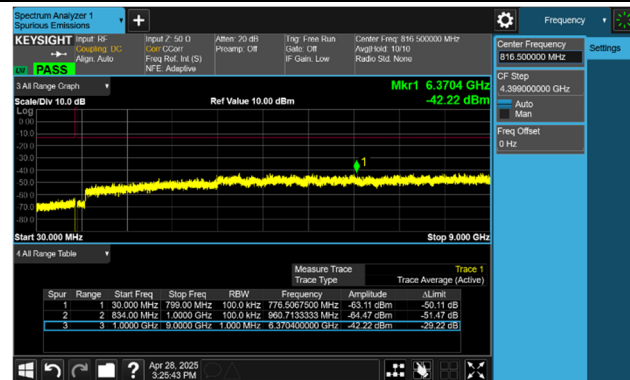 Spectrum Analyzer 1
Spurious Emissions
Frequency
KEYSIGHT
Input: RF
Coupling: DC
Align: Auto
Input Z: 50 Ω
Corr CCorr
Freq Ref: Int (S)
NFE: Adaptive
Atten: 20 dB
Preamp: Off
Trig: Free Run
Gate: Off
IF Gain: Low
Center Freq: 816.500000 MHz
Avg|Hold: 10/10
Radio Std: None
PASS
Center Frequency
816.500000 MHz
Settings
CF Step
4.399000000 GHz
Auto
Man
Freq Offset
0 Hz
3 All Range Graph
Mkr1 6.3704 GHz
Scale/Div 10.0 dB
Ref Value 10.00 dBm
-42.22 dBm
Log
0.00
-10.0
-20.0
-30.0
-40.0
-50.0
-60.0
-70.0
-80.0
1
Start 30.000 MHz
Stop 9.000 GHz
4 All Range Table
Measure Trace
Trace 1
Trace Type
Trace Average (Active)
Spur Range Start Freq Stop Freq RBW Frequency Amplitude ΔLimit
1 1 30.000 MHz 799.00 MHz 100.0 kHz 776.5067500 MHz -63.11 dBm -50.11 dB
2 2 834.00 MHz 1.0000 GHz 100.0 kHz 960.7133333 MHz -64.47 dBm -51.47 dB
3 3 1.0000 GHz 9.0000 GHz 1.000 MHz 6.370400000 GHz -42.22 dBm -29.22 dB
Apr 28, 2025
3:25:43 PM